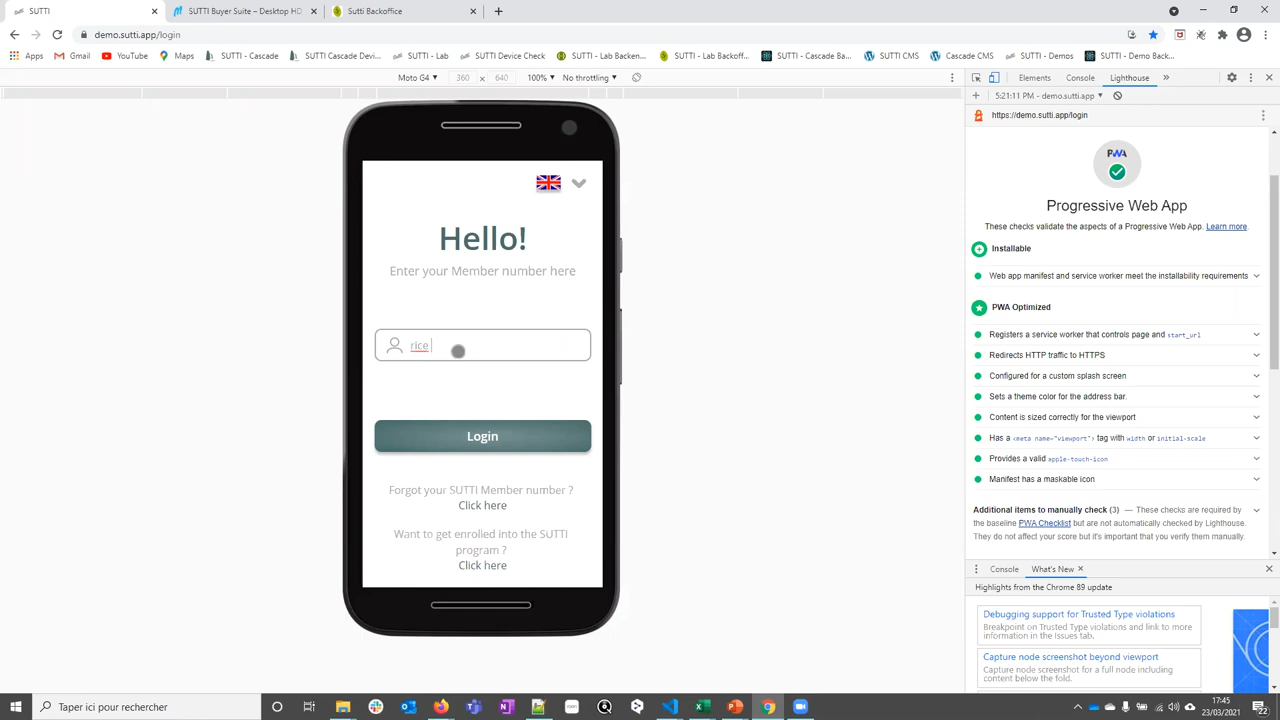 SUTTI
SUTTI Buyer Suite – Desktop HD
Sutti Backoffice
demo.sutti.app/login
Apps
Gmail
YouTube
Maps
SUTTI - Cascade
SUTTI Cascade Devi...
SUTTI - Lab
SUTTI Device Check
SUTTI - Lab Backen...
SUTTI - Lab Backoff...
SUTTI - Cascade Ba...
SUTTI CMS
Cascade CMS
SUTTI - Demos
SUTTI - Demo Back...
Moto G4 ▼ 360 × 640 100% ▼ No throttling ▼
Elements Console Lighthouse »
5:21:11 PM - demo.sutti.app ▼
https://demo.sutti.app/login
PWA
Progressive Web App
These checks validate the aspects of a Progressive Web App. Learn more.
Installable
Web app manifest and service worker meet the installability requirements
PWA Optimized
Registers a service worker that controls page and start_url
Redirects HTTP traffic to HTTPS
Configured for a custom splash screen
Sets a theme color for the address bar.
Content is sized correctly for the viewport
Has a <meta name="viewport"> tag with width or initial-scale
Provides a valid apple-touch-icon
Manifest has a maskable icon
Additional items to manually check (3) — These checks are required by
the baseline PWA Checklist but are not automatically checked by Lighthouse.
They do not affect your score but it's important that you verify them manually.
Console What's New ×
Highlights from the Chrome 89 update
Debugging support for Trusted Type violations
Breakpoint on Trusted Type violations and link to more
information in the Issues tab.
Capture node screenshot beyond viewport
Capture node screenshot for a full node including
content below the fold.
Hello!
Enter your Member number here
rice
Login
Forgot your SUTTI Member number ?
Click here
Want to get enrolled into the SUTTI
program ?
Click here
Taper ici pour rechercher
17:45
23/03/2021
22